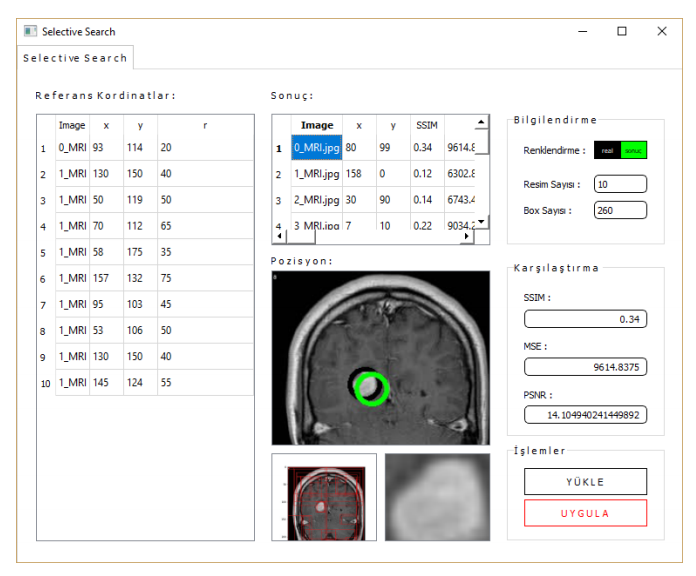 Selective Search
Selective Search
Referans Kordinatlar:
Image x y r
1 0_MRI 93 114 20
2 1_MRI 130 150 40
3 1_MRI 50 119 50
4 1_MRI 70 112 65
5 1_MRI 58 175 35
6 1_MRI 157 132 75
7 1_MRI 95 103 45
8 1_MRI 53 106 50
9 1_MRI 130 150 40
10 1_MRI 145 124 55
Sonuç:
Image x y SSIM
1 0_MRI.jpg 80 99 0.34 9614.8
2 1_MRI.jpg 158 0 0.12 6302.8
3 2_MRI.jpg 30 90 0.14 6743.4
4 3_MRI.jpg 7 10 0.22 9034.2
Pozisyon:
Bilgilendirme
Renklendirme : real sonuc
Resim Sayısı : 10
Box Sayısı : 260
Karşılaştırma
SSIM :
0.34
MSE :
9614.8375
PSNR :
14.104940241449892
İşlemler
YÜKLE
UYGULA